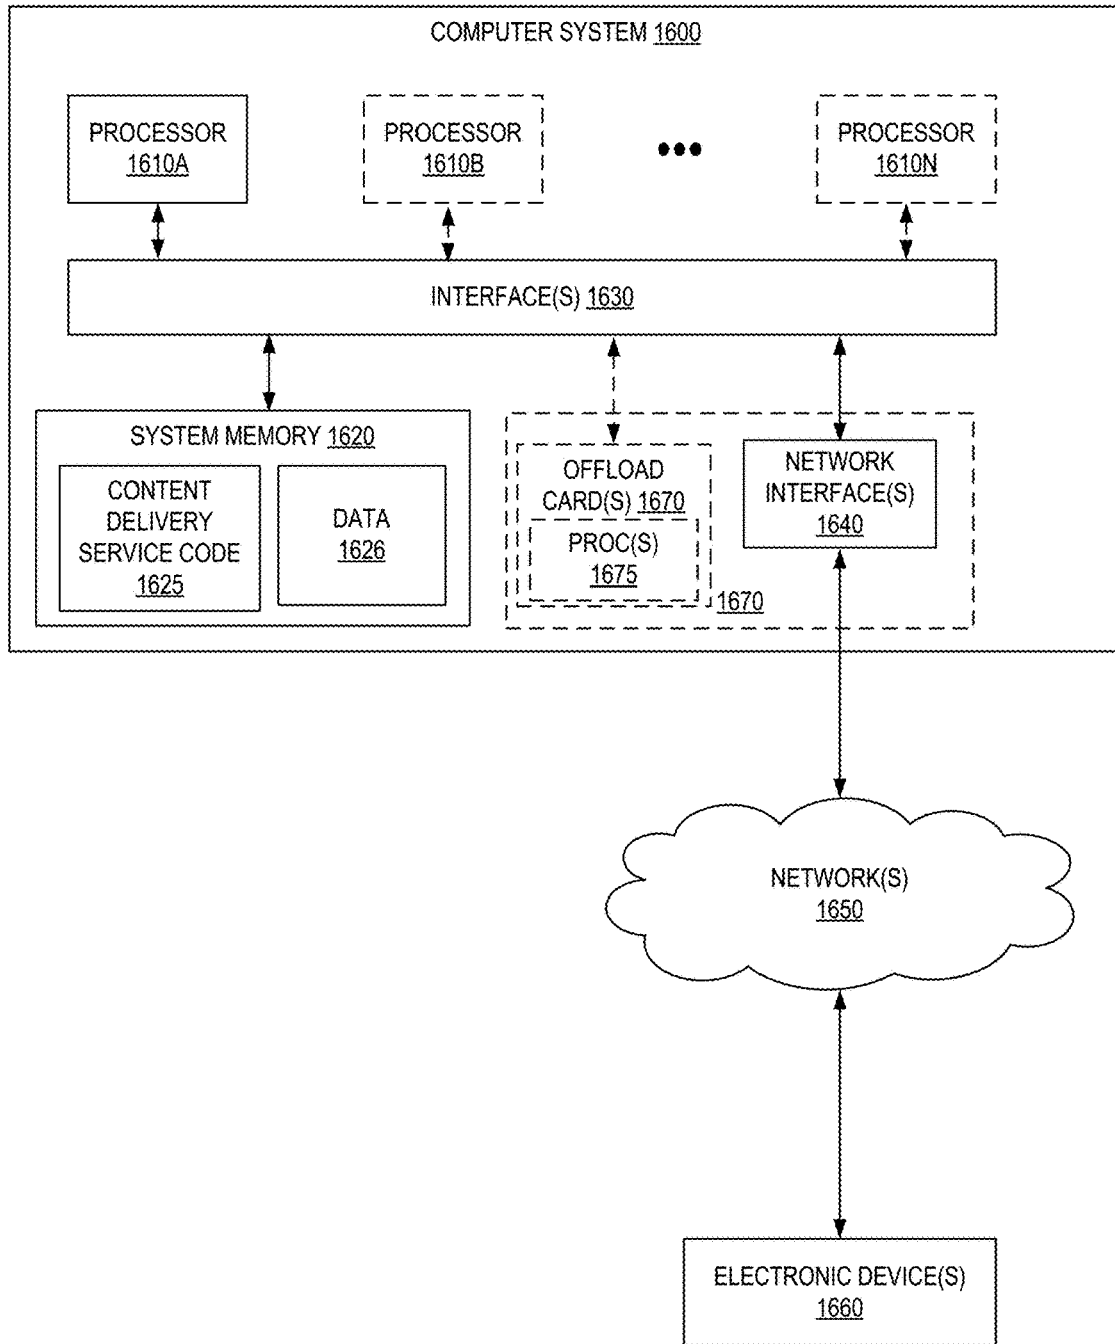 COMPUTER SYSTEM 1600
PROCESSOR
1610A
PROCESSOR
1610B
PROCESSOR
1610N
INTERFACE(S) 1630
SYSTEM MEMORY 1620
CONTENT
DELIVERY
SERVICE CODE
1625
DATA
1626
OFFLOAD
CARD(S) 1670
PROC(S)
1675
1670
NETWORK
INTERFACE(S)
1640
NETWORK(S)
1650
ELECTRONIC DEVICE(S)
1660